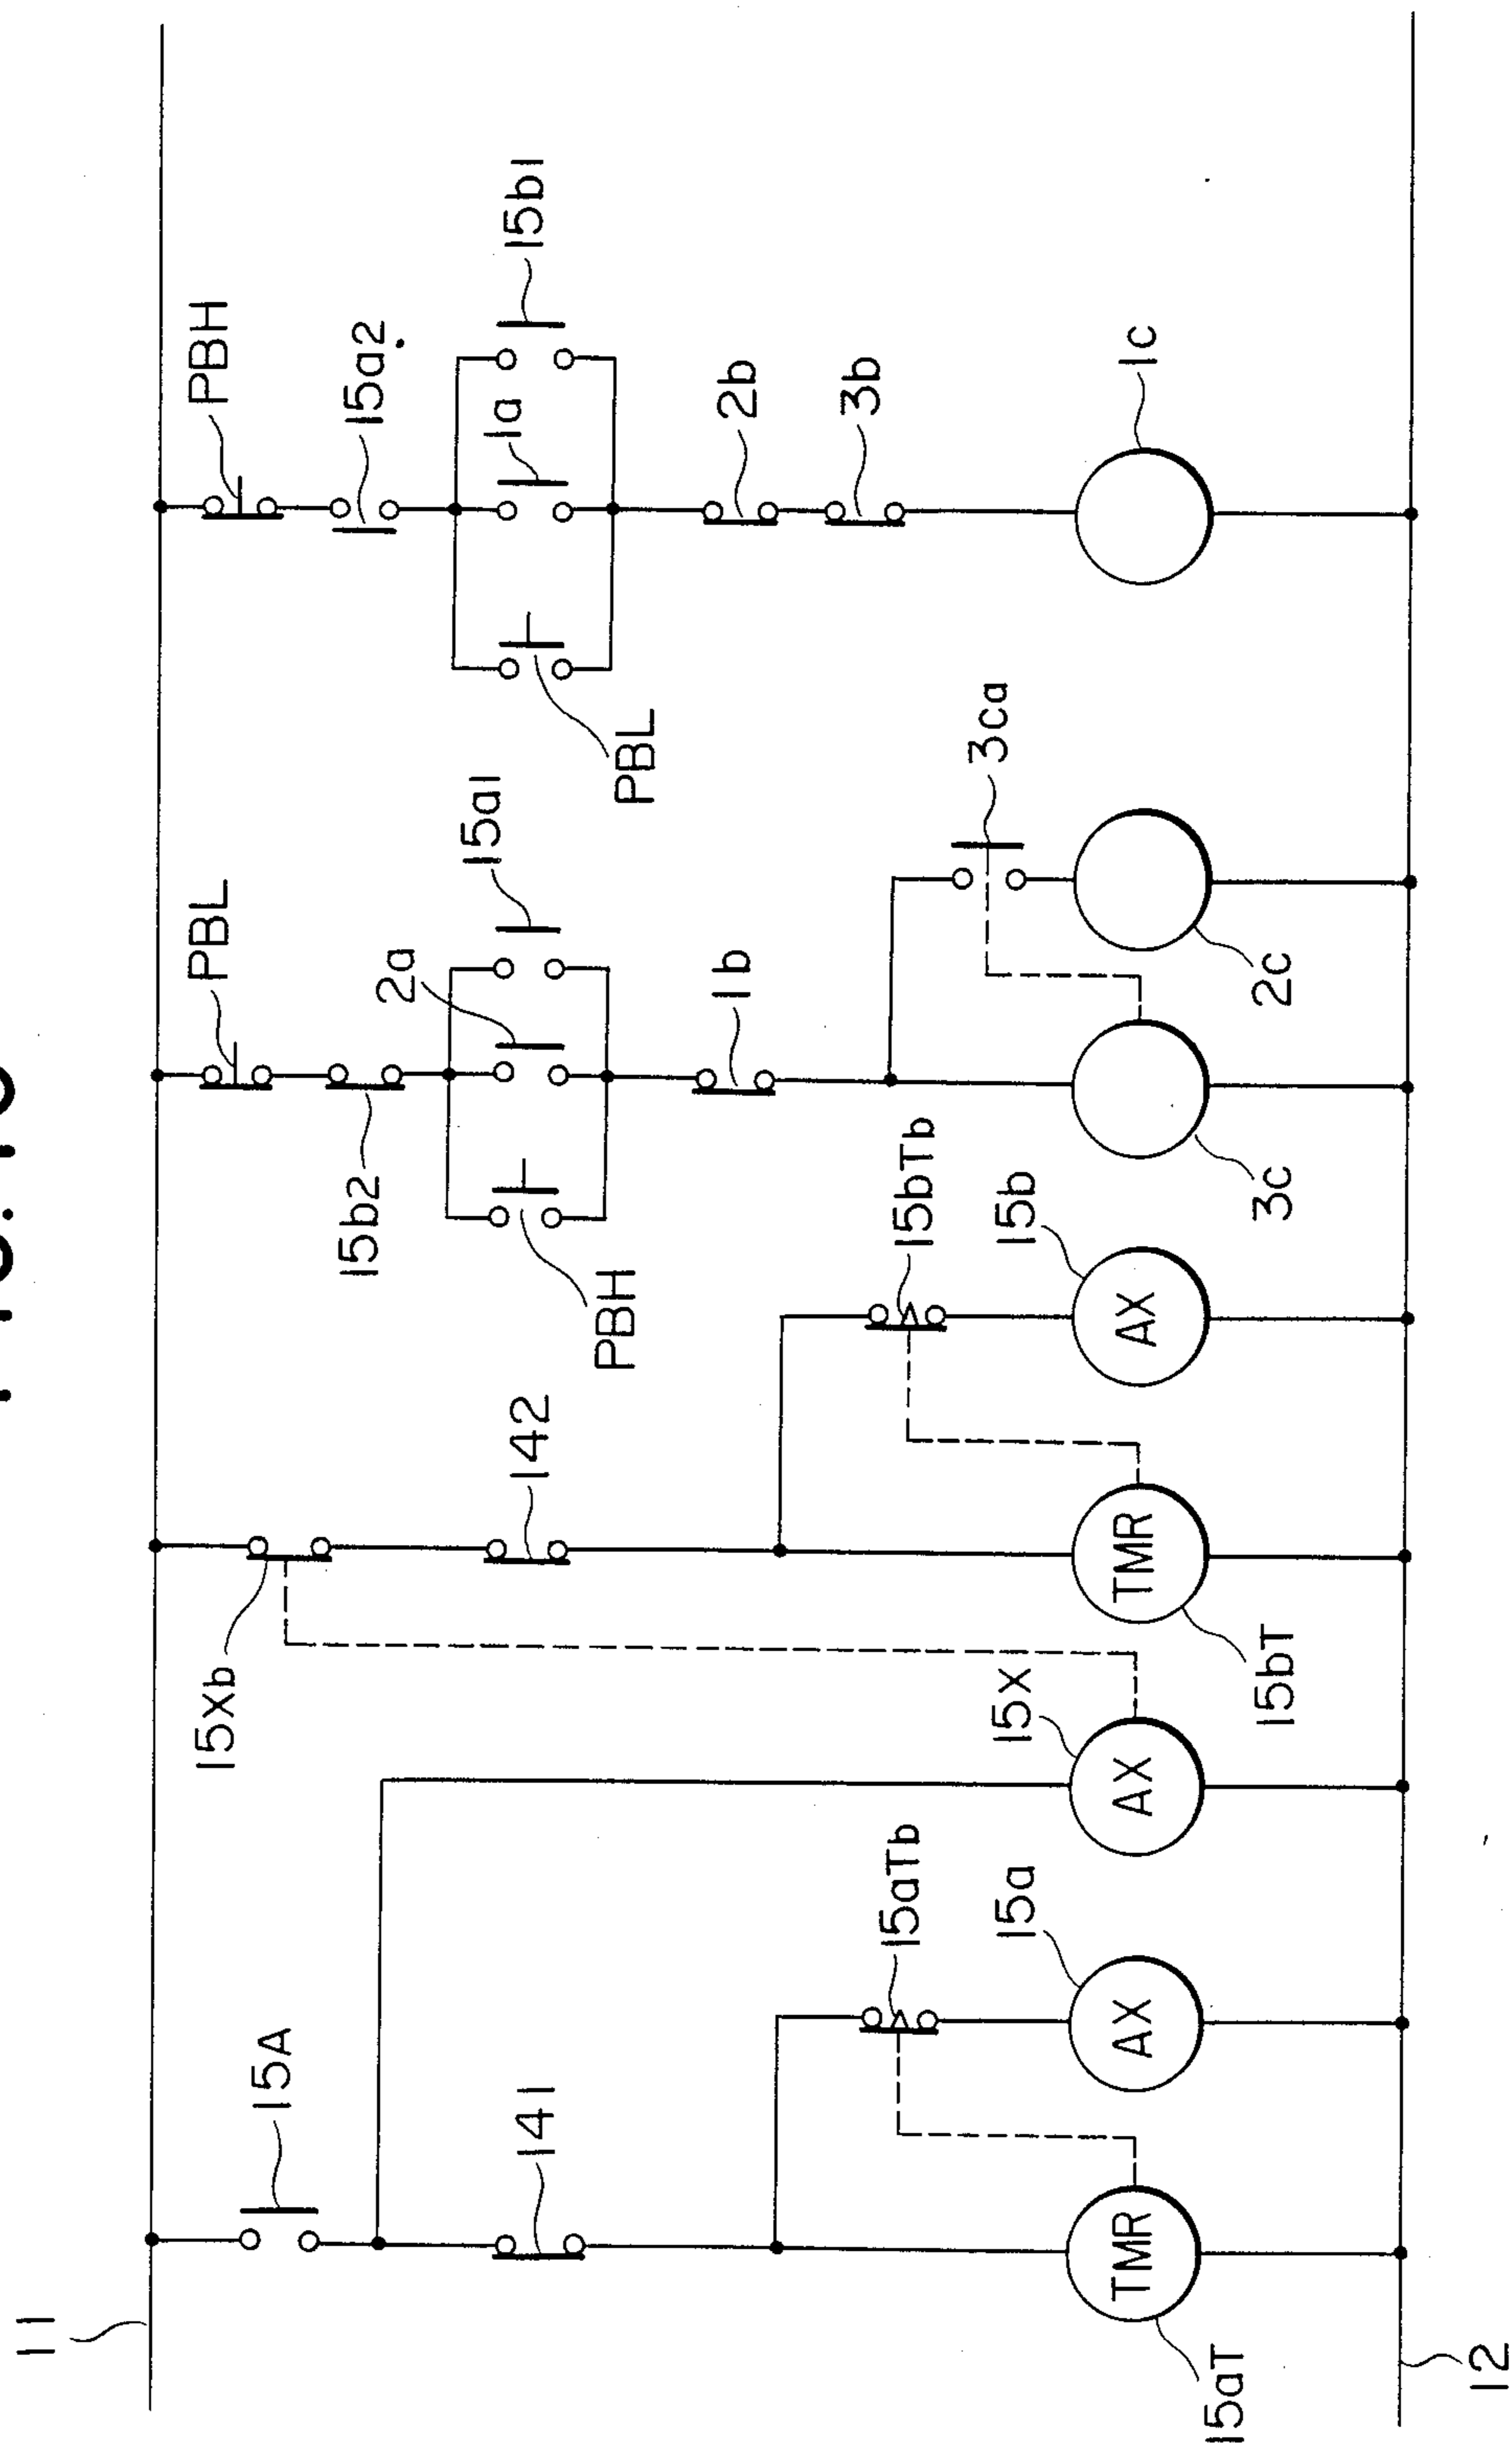 11
15A
15Xb
PBL
PBH
15b2
2a
15a2
15a1
1a
141
142
PBH
PBL
15b1
1b
2b
3b
15aTb
15bTb
3ca
15a
15X
15b
1c
TMR
AX
AX
TMR
AX
15aT
15bT
3c
2c
12